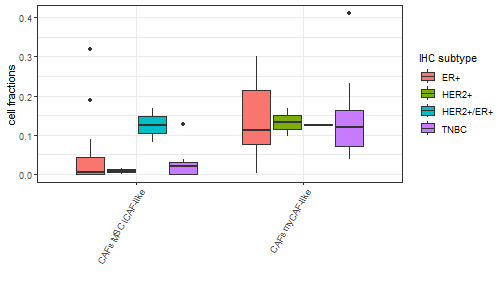 cell fractions
0.4
0.3
0.2
0.1
0.0
CAFs MSC iCAF-like
CAFs myCAF-like
IHC subtype
ER+
HER2+
HER2+/ER+
TNBC